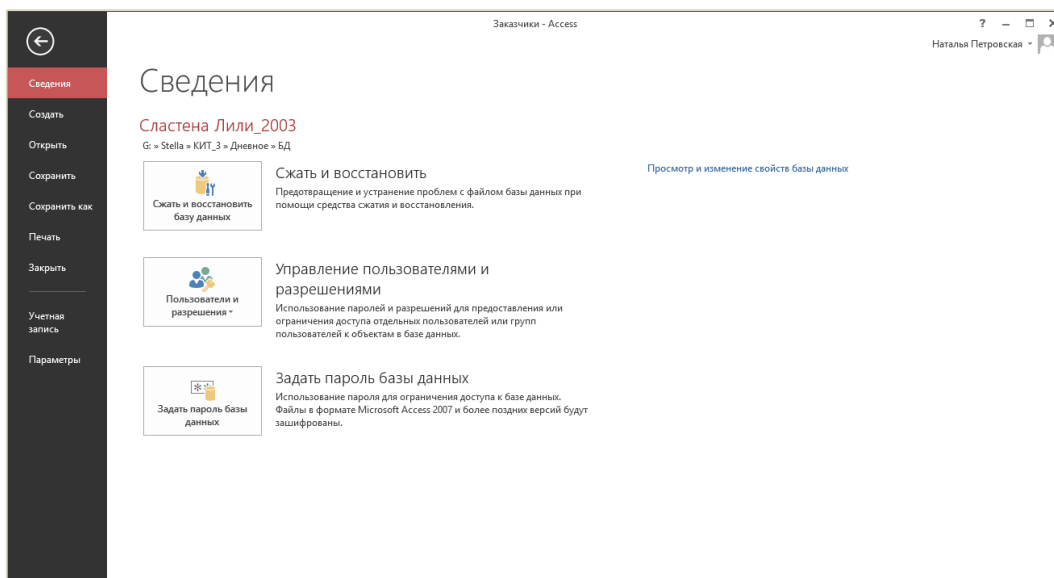 Заказчики - Access
?
Наталья Петровская
Сведения
Создать
Открыть
Сохранить
Сохранить как
Печать
Закрыть
Учетная
запись
Параметры
Сведения
Сластена Лили_2003
G: » Stella » КИТ_3 » Дневное » БД
Сжать и восстановить
базу данных
Сжать и восстановить
Предотвращение и устранение проблем с файлом базы данных при
помощи средства сжатия и восстановления.
Пользователи и
разрешения
Управление пользователями и
разрешениями
Использование паролей и разрешений для предоставления или
ограничения доступа отдельных пользователей или групп
пользователей к объектам в базе данных.
Задать пароль базы
данных
Задать пароль базы данных
Использование пароля для ограничения доступа к базе данных.
Файлы в формате Microsoft Access 2007 и более поздних версий будут
зашифрованы.
Просмотр и изменение свойств базы данных